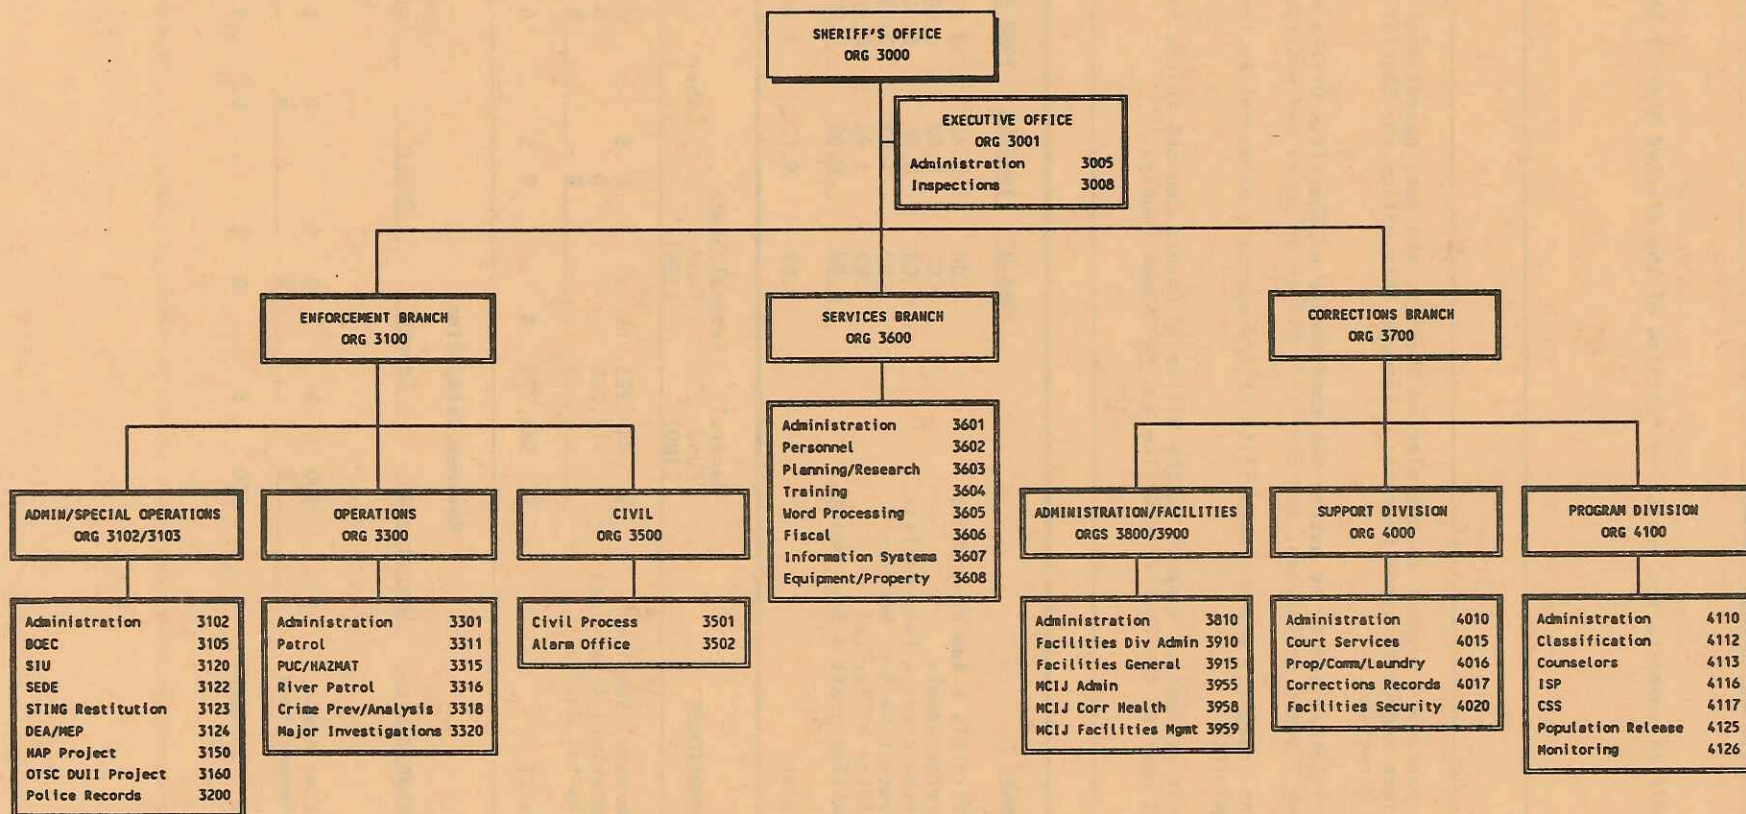 SHERIFF'S OFFICE
ORG 3000
EXECUTIVE OFFICE
ORG 3001
Administration 3005
Inspections 3008
ENFORCEMENT BRANCH
ORG 3100
SERVICES BRANCH
ORG 3600
CORRECTIONS BRANCH
ORG 3700
Administration 3601
Personnel 3602
Planning/Research 3603
Training 3604
Word Processing 3605
Fiscal 3606
Information Systems 3607
Equipment/Property 3608
ADMIN/SPECIAL OPERATIONS
ORG 3102/3103
OPERATIONS
ORG 3300
CIVIL
ORG 3500
ADMINISTRATION/FACILITIES
ORGS 3800/3900
SUPPORT DIVISION
ORG 4000
PROGRAM DIVISION
ORG 4100
Administration 3102
BOEC 3105
SIU 3120
SEDE 3122
STING Restitution 3123
DEA/MEP 3124
HAP Project 3150
OTSC DUII Project 3160
Police Records 3200
Administration 3301
Patrol 3311
PUC/HAZMAT 3315
River Patrol 3316
Crime Prev/Analysis 3318
Major Investigations 3320
Civil Process 3501
Alarm Office 3502
Administration 3810
Facilities Div Admin 3910
Facilities General 3915
MCIJ Admin 3955
MCIJ Corr Health 3958
MCIJ Facilities Mgmt 3959
Administration 4010
Court Services 4015
Prop/Comm/Laundry 4016
Corrections Records 4017
Facilities Security 4020
Administration 4110
Classification 4112
Counselors 4113
ISP 4116
CSS 4117
Population Release 4125
Monitoring 4126